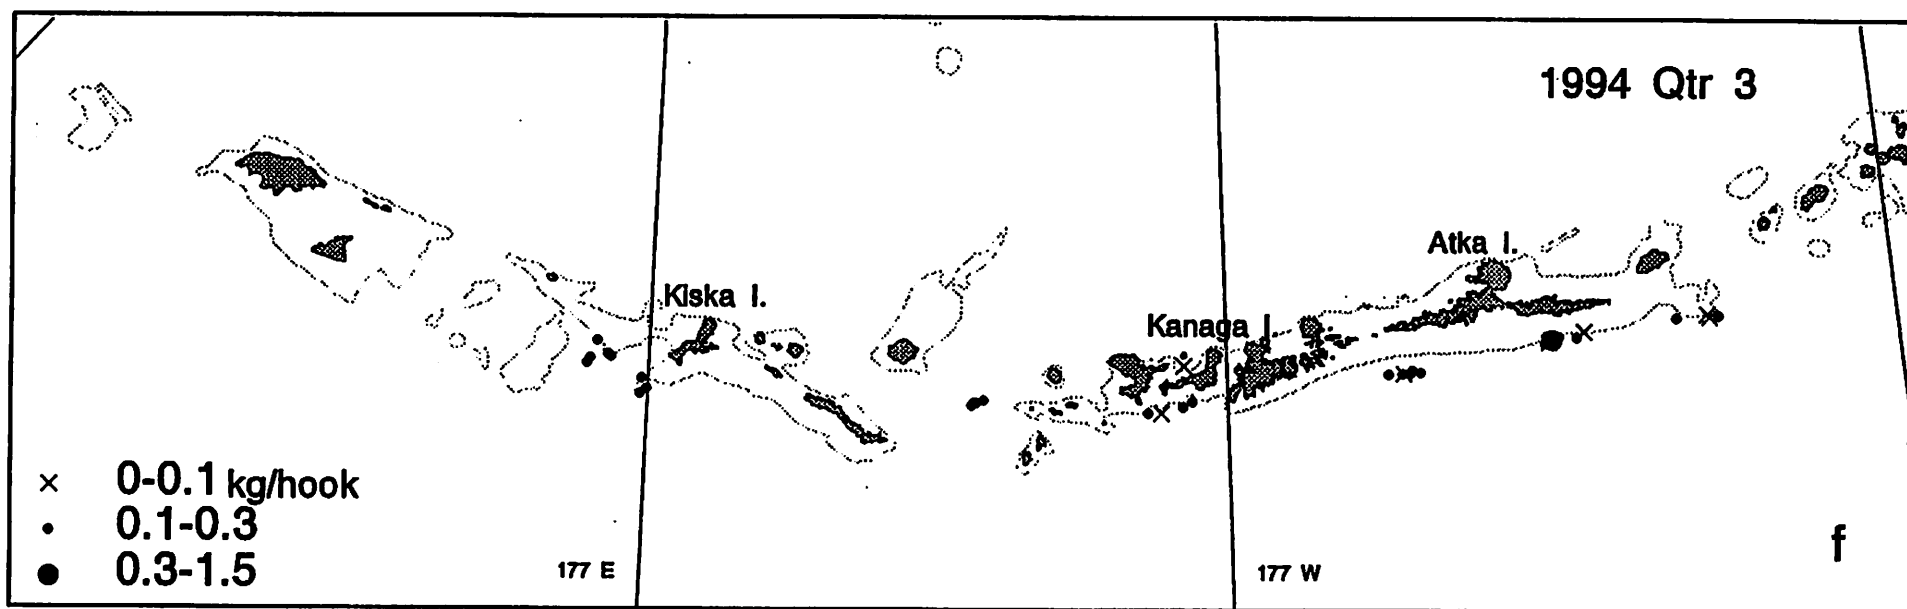 1994 Qtr 3
Atka I.
Kiska I.
Kanaga I.
× 0-0.1 kg/hook
• 0.1-0.3
● 0.3-1.5
177 E
177 W
f